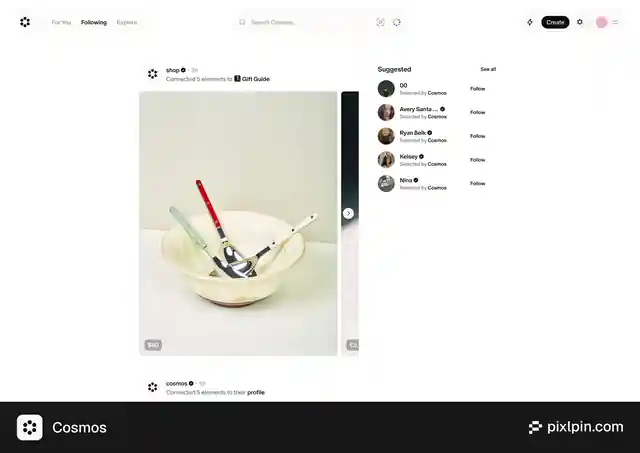 For You Following Explore
Search Cosmos...
Create
shop · 3h
Connected 5 elements to Gift Guide
$40
cosmos
Connected 5 elements to their profile
Suggested See all
Selected by Cosmos Follow
Avery Santa ...
Selected by Cosmos Follow
Ryan Belk
Selected by Cosmos Follow
Kelsey
Selected by Cosmos Follow
Nina
Selected by Cosmos Follow
Cosmos
pixlpin.com